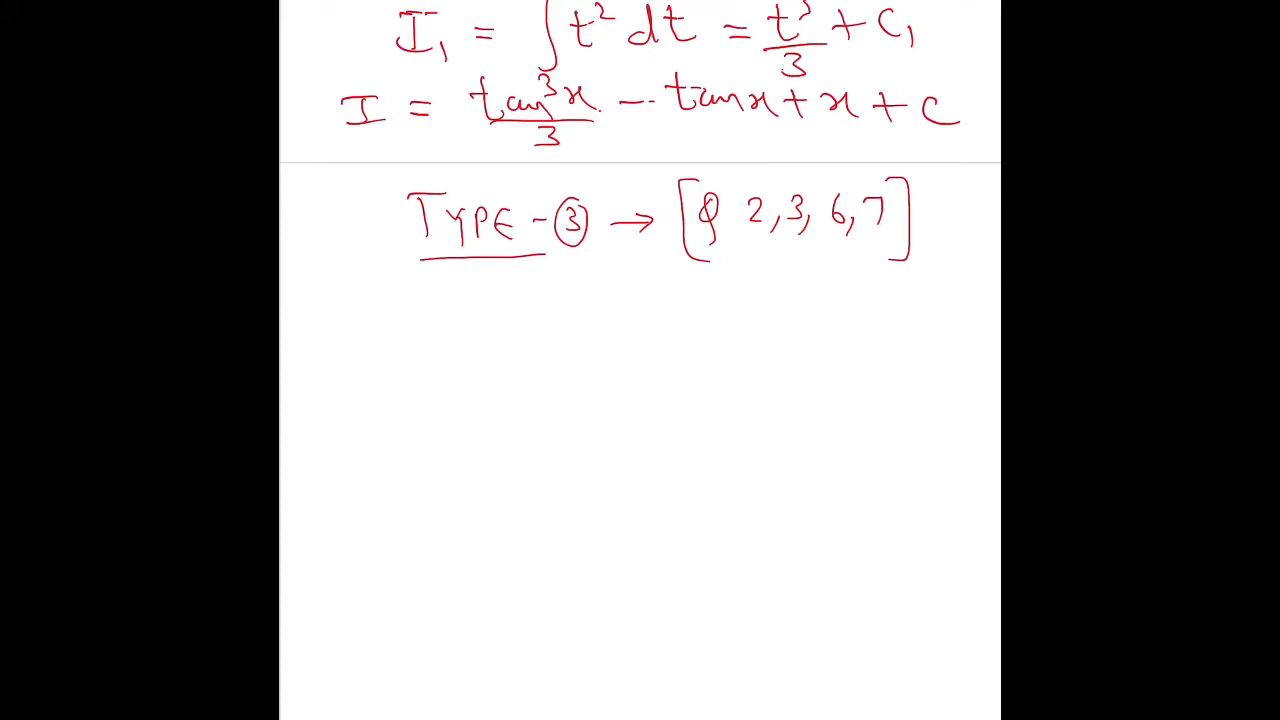 I₁ = ∫ t² dt = t³/3 + C₁
I = tan³x/3 - tanx + x + C
TYPE - ③ → [Q 2, 3, 6, 7]